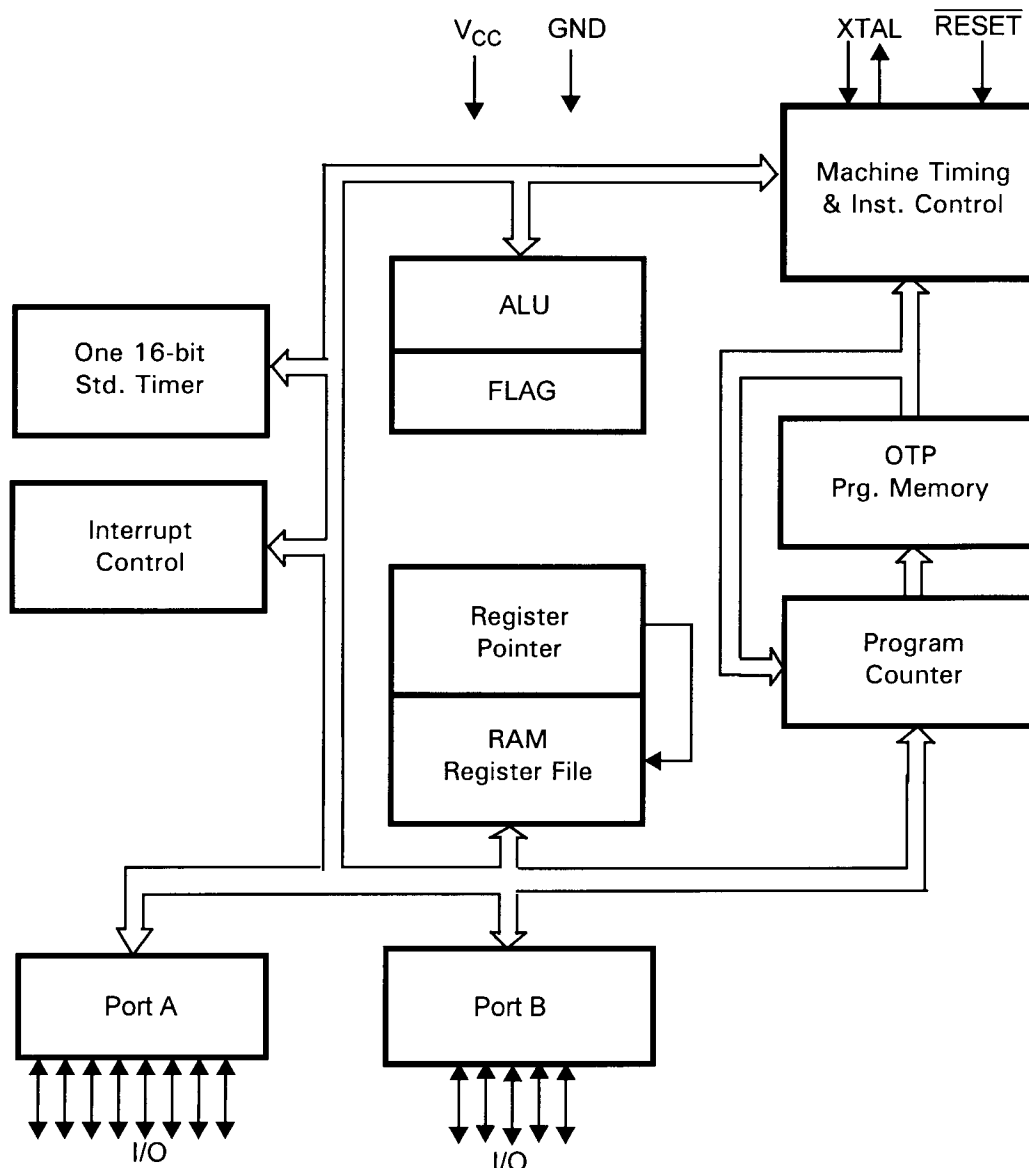 VCC
GND
XTAL
RESET
Machine Timing
& Inst. Control
ALU
FLAG
One 16-bit
Std. Timer
OTP
Prg. Memory
Interrupt
Control
Register
Pointer
Program
Counter
RAM
Register File
Port A
Port B
I/O
I/O